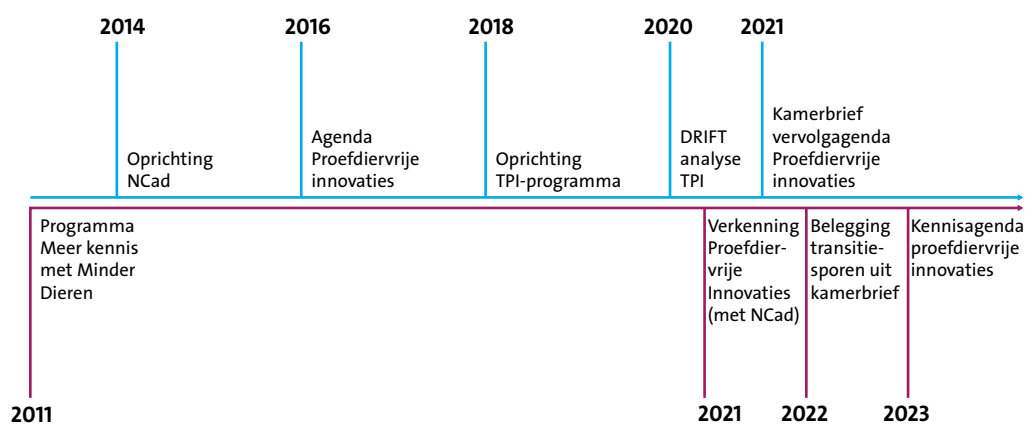 2014
2016
2018
2020
2021
Oprichting
NCad
Agenda
Proefdiervrije
innovaties
Oprichting
TPI-programma
DRIFT
analyse
TPI
Kamerbrief
vervolgagenda
Proefdiervrije
innovaties
Programma
Meer kennis
met Minder
Dieren
Verkenning
Proefdier-
vrije
Innovaties
(met NCad)
Belegging
transitie-
sporen uit
kamerbrief
Kennisagenda
proefdiervrije
innovaties
2011
2021
2022
2023